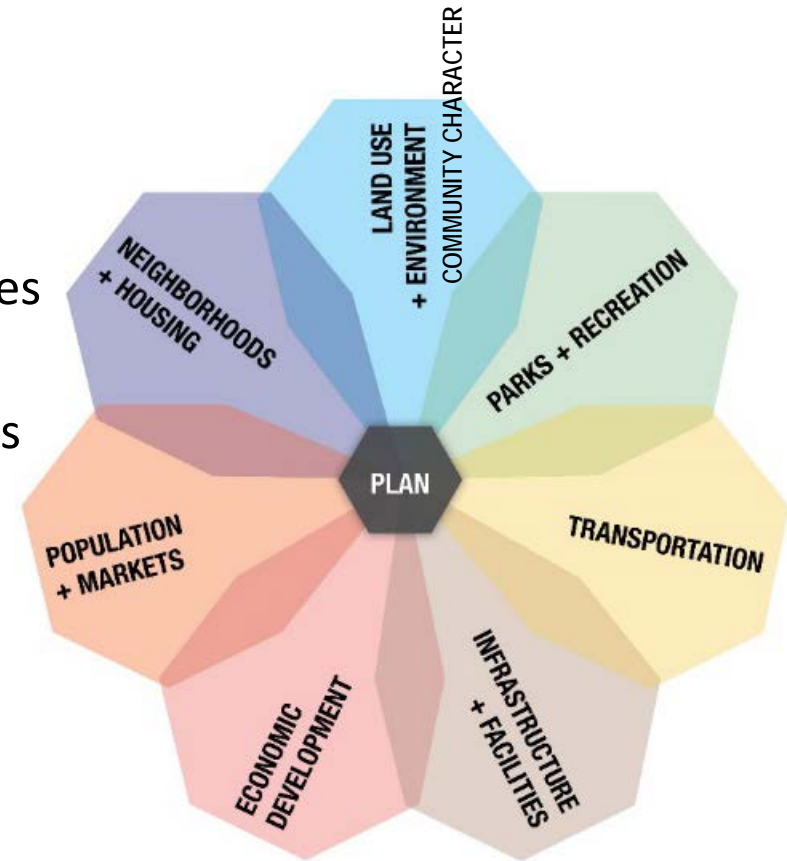 LAND USE
+ ENVIRONMENT
COMMUNITY CHARACTER
PARKS + RECREATION
TRANSPORTATION
INFRASTRUCTURE
+ FACILITIES
ECONOMIC
DEVELOPMENT
POPULATION
+ MARKETS
NEIGHBORHOODS
+ HOUSING
PLAN